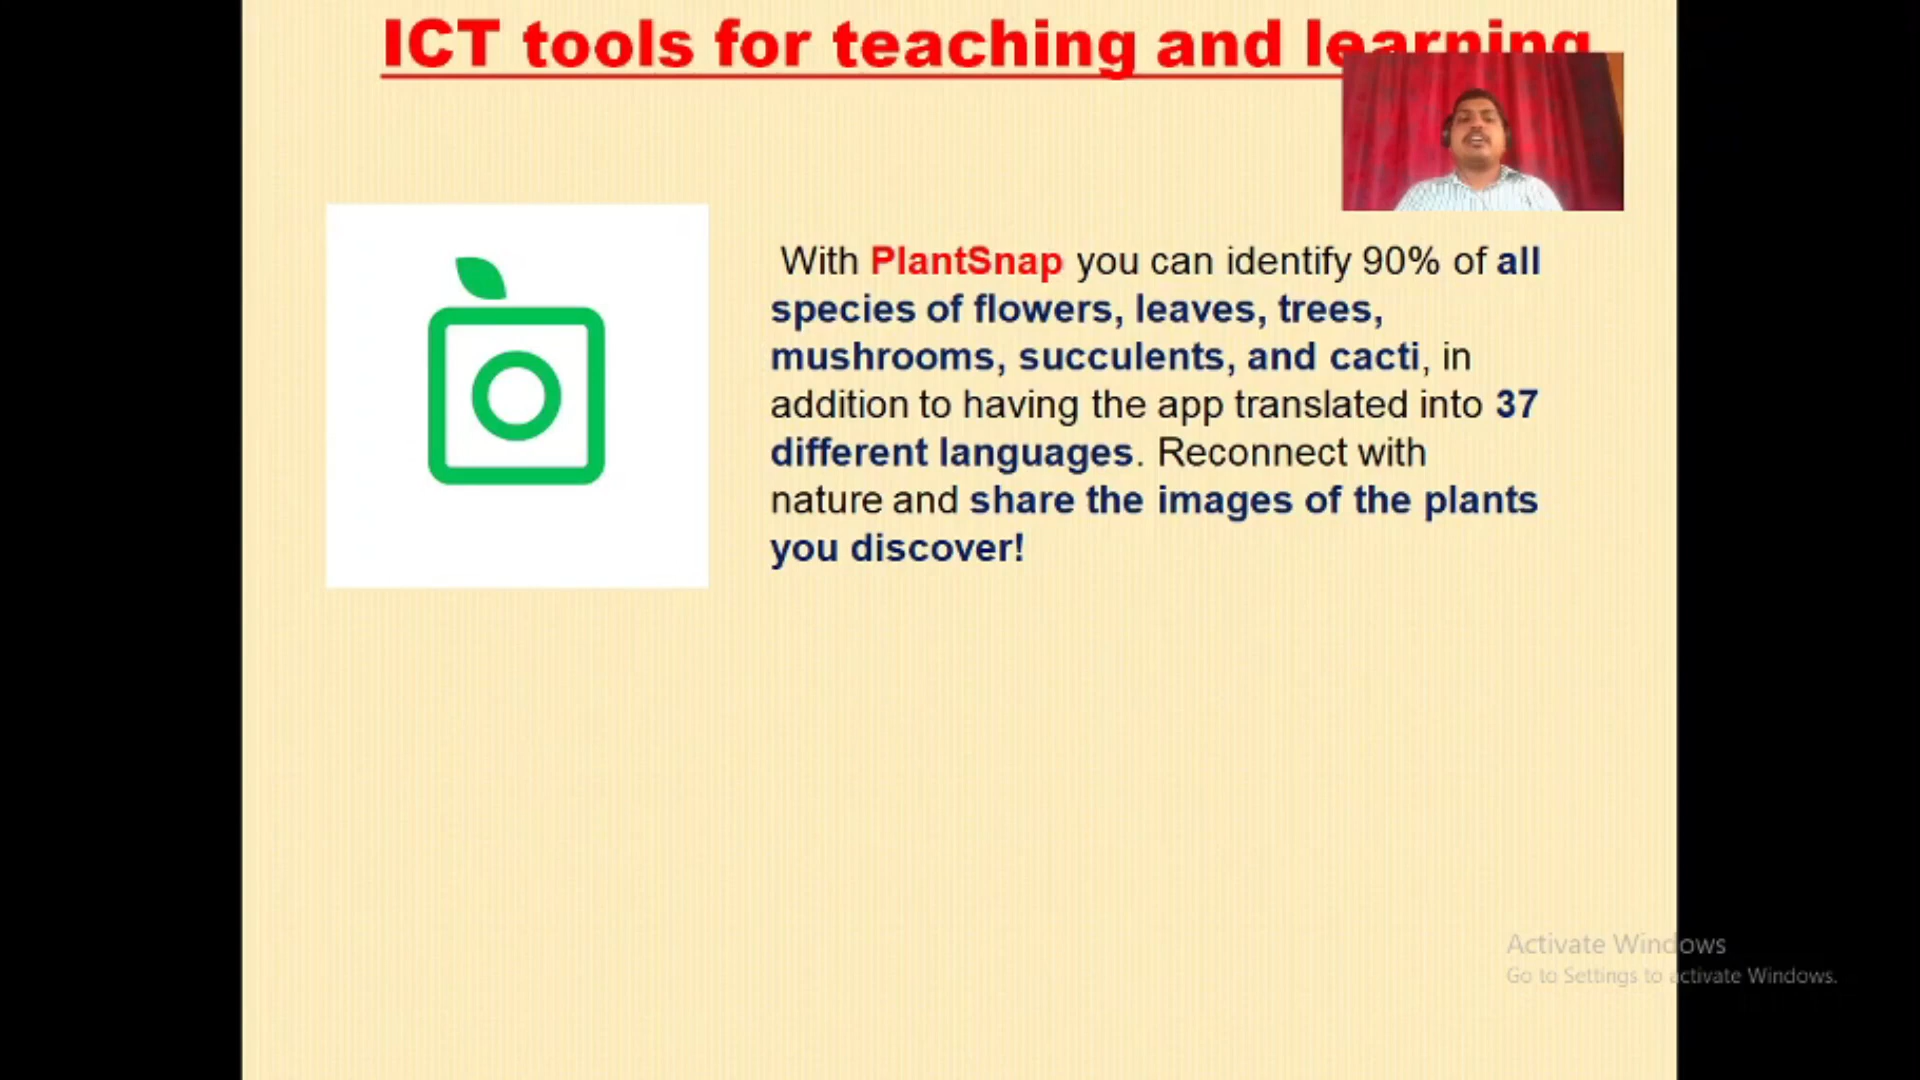 ICT tools for teaching and learning
With PlantSnap you can identify 90% of all
species of flowers, leaves, trees,
mushrooms, succulents, and cacti, in
addition to having the app translated into 37
different languages. Reconnect with
nature and share the images of the plants
you discover!
Activate Windows
Go to Settings to activate Windows.